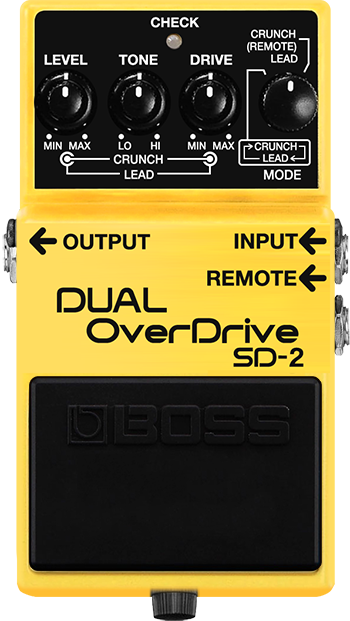 CHECK
LEVEL TONE DRIVE
CRUNCH
(REMOTE)
LEAD
MIN MAX LO HI MIN MAX
CRUNCH
LEAD
CRUNCH
LEAD
MODE
← OUTPUT INPUT ←
REMOTE ←
DUAL
OverDrive
SD-2
BOSS